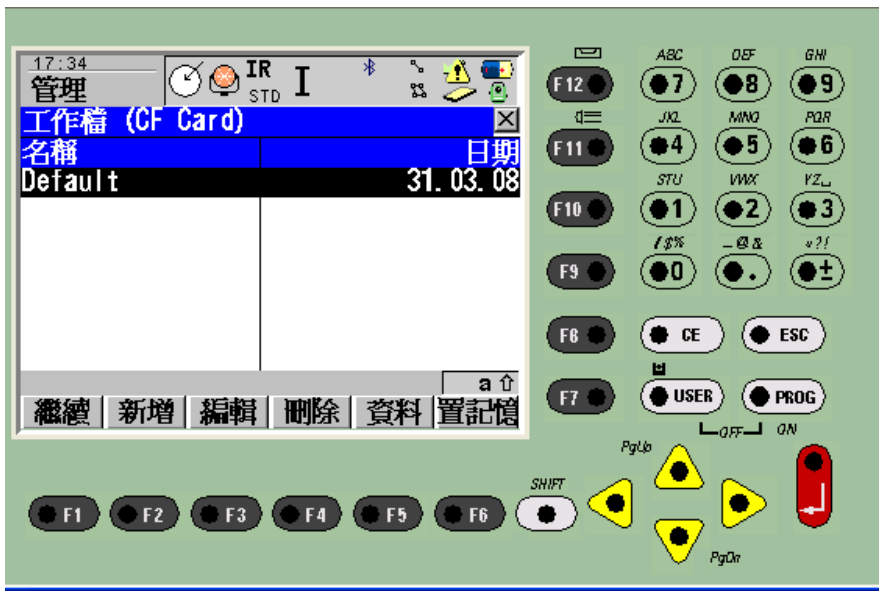 17:34
管理
IR
STD
I
工作檔 (CF Card)
名稱 日期
Default 31. 03. 08
a
繼續 新增 編輯 刪除 資料 置記憶
F12 ABC 7 DEF 8 GHI 9
F11 JKL 4 MNO 5 PQR 6
F10 STU 1 VWX 2 YZ 3
F9 /$% 0 _@& . *?! ±
F8 CE ESC
F7 USER PROG
OFF ON
PgUp
SHIFT
F1 F2 F3 F4 F5 F6
PgDn